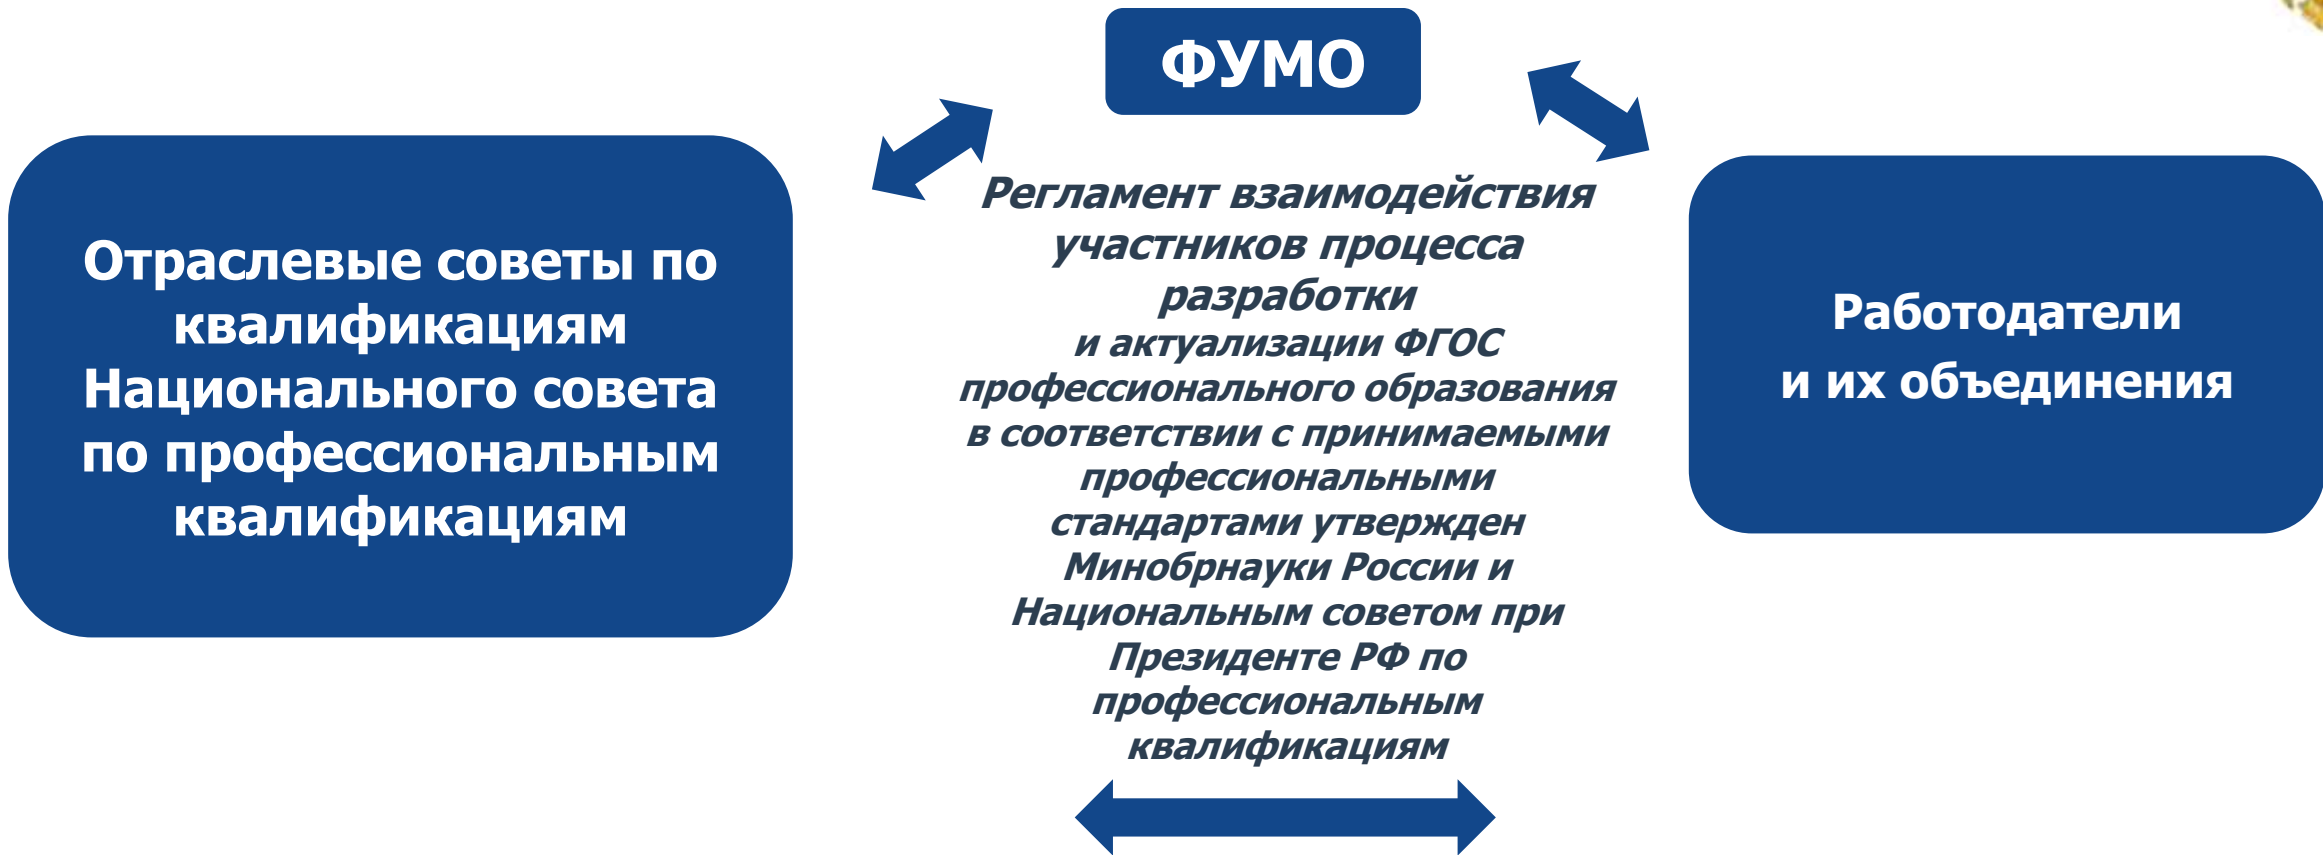 ФУМО
Отраслевые советы по
квалификациям
Национального совета
по профессиональным
квалификациям
Регламент взаимодействия
участников процесса
разработки
и актуализации ФГОС
профессионального образования
в соответствии с принимаемыми
профессиональными
стандартами утвержден
Минобрнауки России и
Национальным советом при
Президенте РФ по
профессиональным
квалификациям
Работодатели
и их объединения